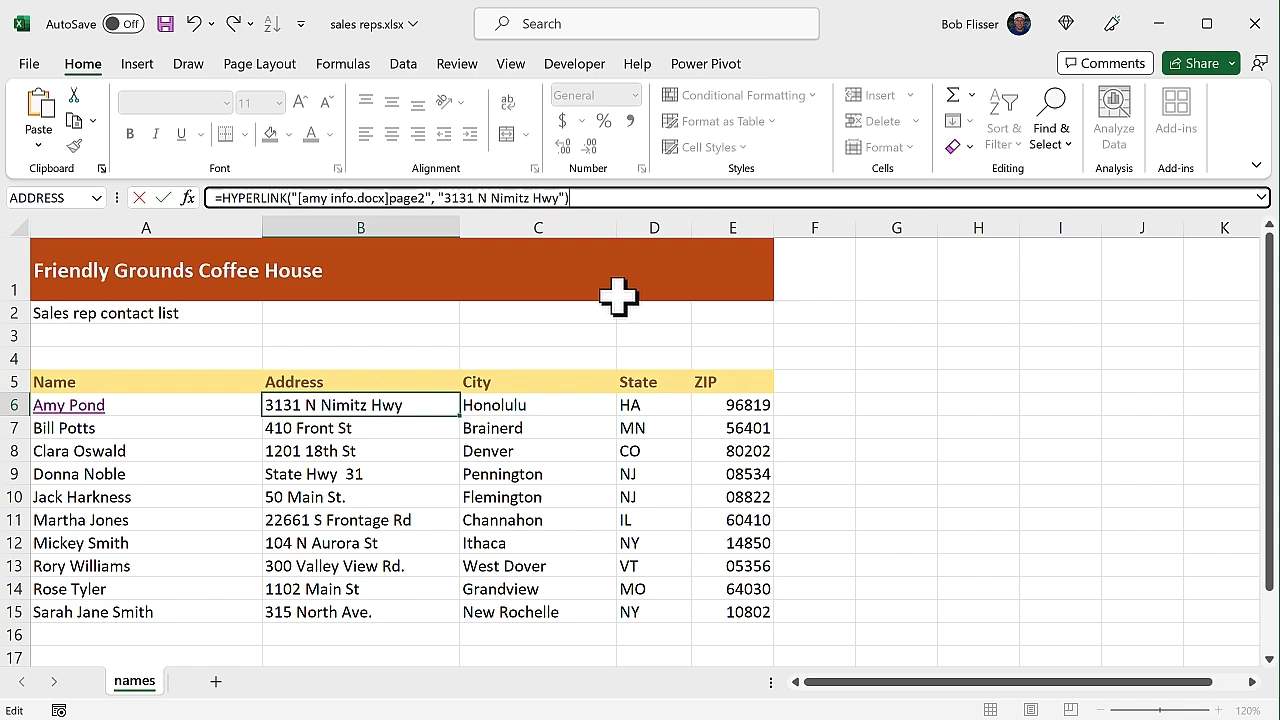 AutoSave Off sales reps.xlsx Search Bob Flisser
File Home Insert Draw Page Layout Formulas Data Review View Developer Help Power Pivot Comments Share
Paste 11 B I U ab General $ % Conditional Formatting Format as Table Cell Styles Insert Delete Format Sort & Filter Find & Select Analyze Data Add-ins
Clipboard Font Alignment Number Styles Cells Editing Analysis Add-ins
ADDRESS fx =HYPERLINK("[amy info.docx]page2", "3131 N Nimitz Hwy")
A B C D E F G H I J K
1 Friendly Grounds Coffee House
2 Sales rep contact list
3
4
5 Name Address City State ZIP
6 Amy Pond 3131 N Nimitz Hwy Honolulu HA 96819
7 Bill Potts 410 Front St Brainerd MN 56401
8 Clara Oswald 1201 18th St Denver CO 80202
9 Donna Noble State Hwy 31 Pennington NJ 08534
10 Jack Harkness 50 Main St. Flemington NJ 08822
11 Martha Jones 22661 S Frontage Rd Channahon IL 60410
12 Mickey Smith 104 N Aurora St Ithaca NY 14850
13 Rory Williams 300 Valley View Rd. West Dover VT 05356
14 Rose Tyler 1102 Main St Grandview MO 64030
15 Sarah Jane Smith 315 North Ave. New Rochelle NY 10802
16
17
names
Edit 120%